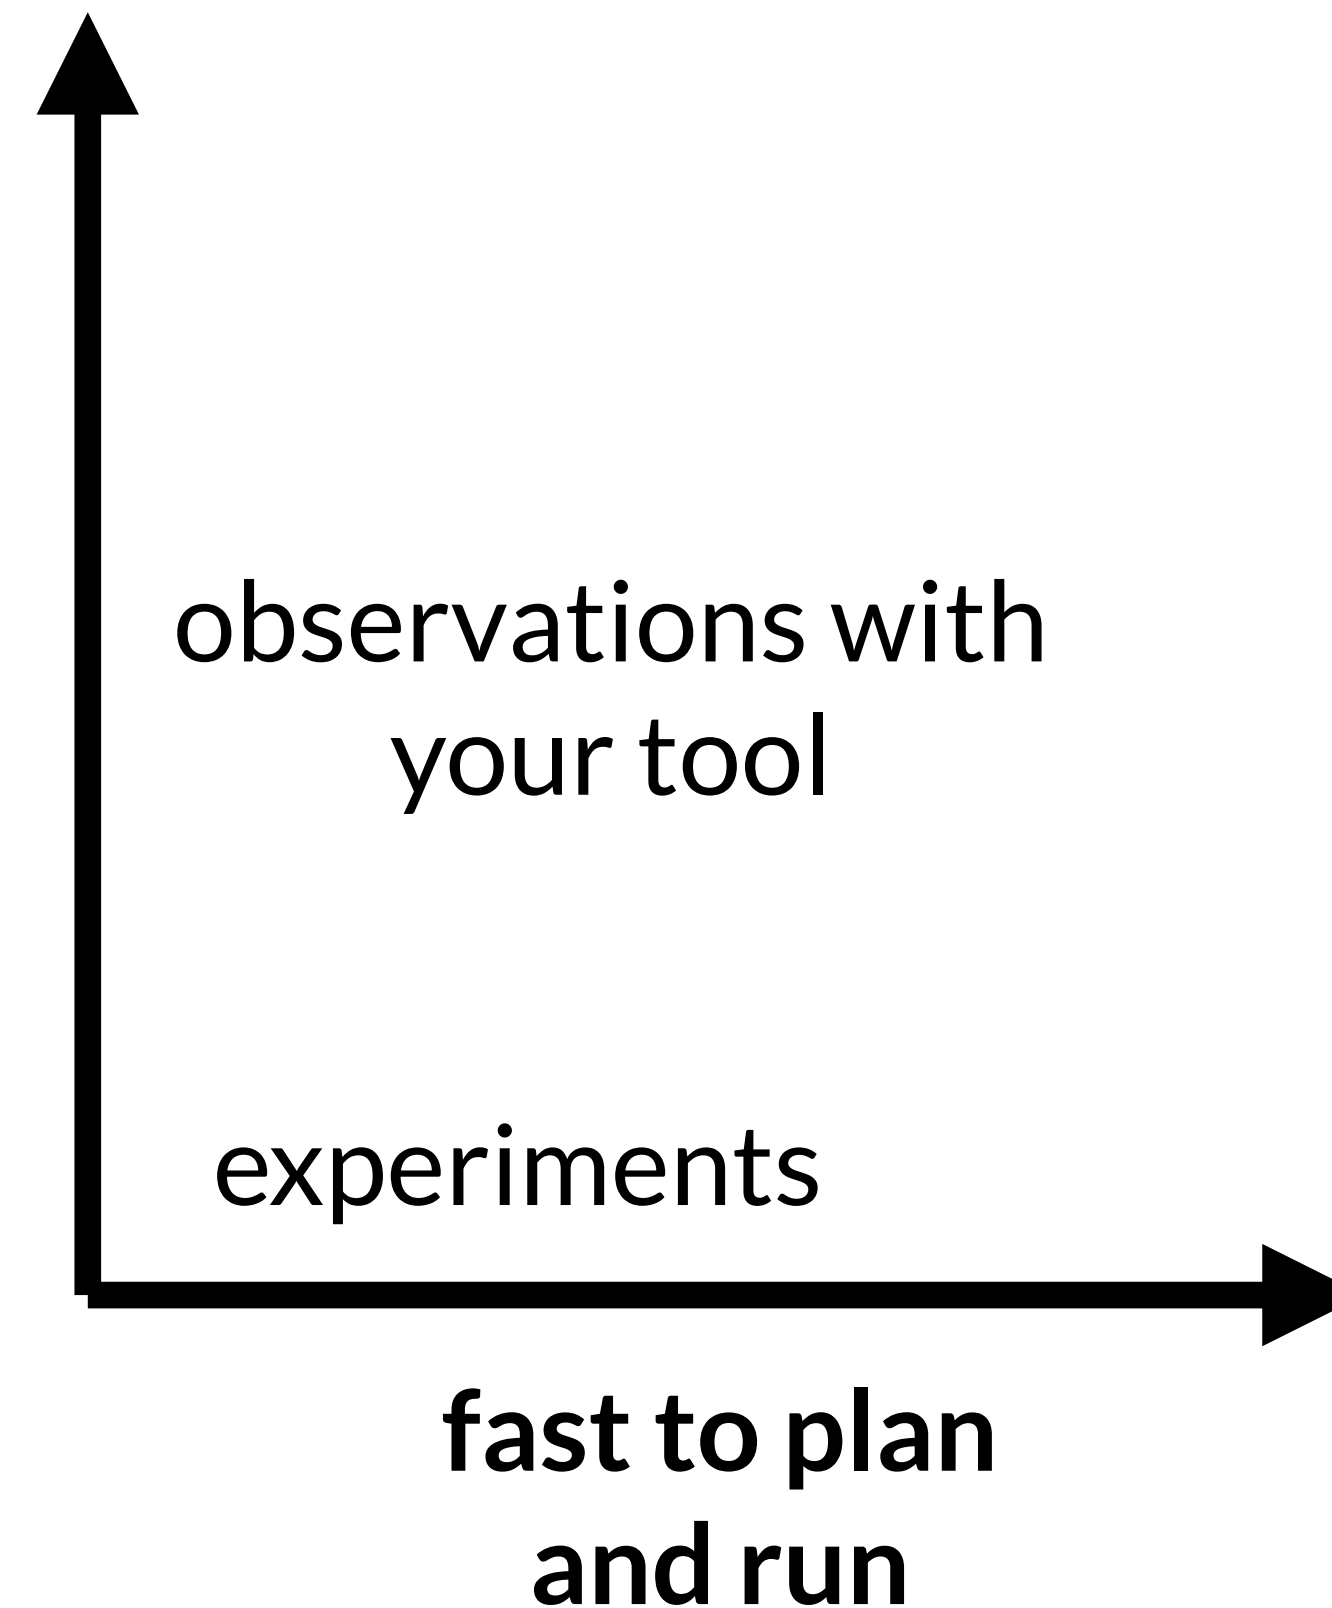 observations with
your tool
experiments
fast to plan
and run